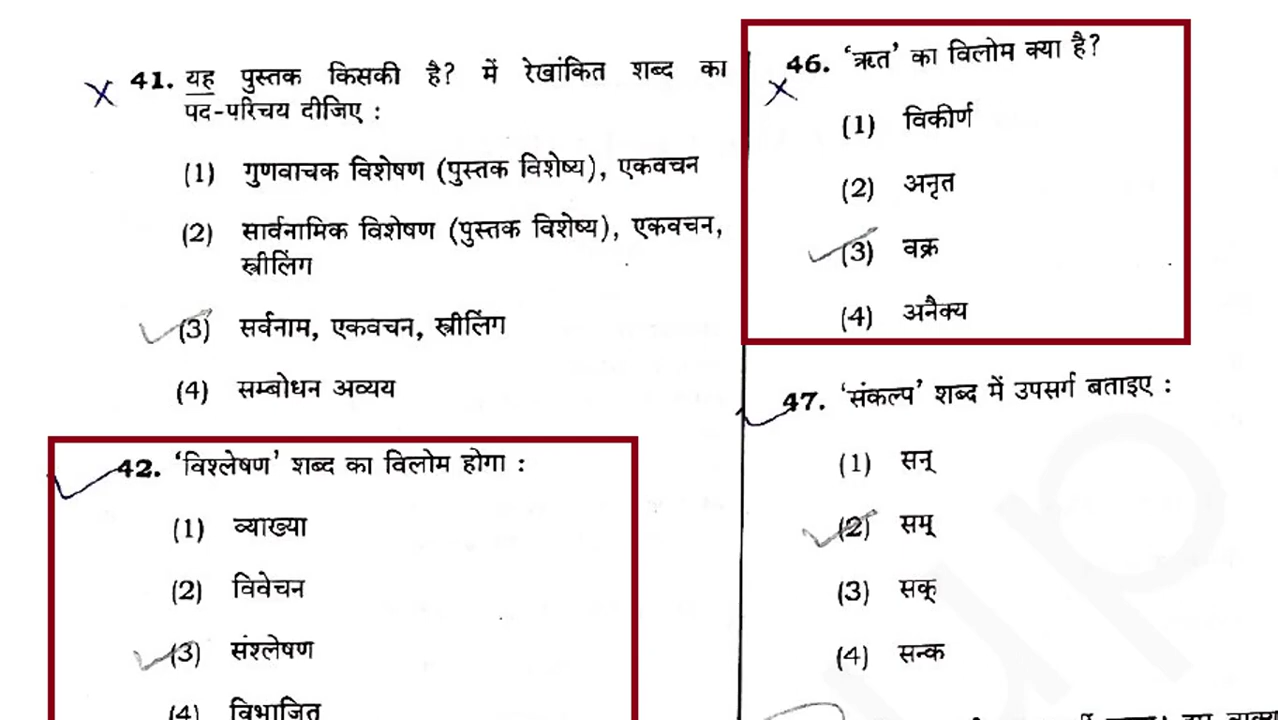 41. यह पुस्तक किसकी है? में रेखांकित शब्द का
पद-परिचय दीजिए :
(1) गुणवाचक विशेषण (पुस्तक विशेष्य), एकवचन
(2) सार्वनामिक विशेषण (पुस्तक विशेष्य), एकवचन,
स्त्रीलिंग
(3) सर्वनाम, एकवचन, स्त्रीलिंग
(4) सम्बोधन अव्यय
42. ‘विश्लेषण’ शब्द का विलोम होगा :
(1) व्याख्या
(2) विवेचन
(3) संश्लेषण
(4) विभाजित
46. ‘ऋत’ का विलोम क्या है?
(1) विकीर्ण
(2) अनृत
(3) वक्र
(4) अनैक्य
47. ‘संकल्प’ शब्द में उपसर्ग बताइए :
(1) सन्
(2) सम्
(3) सक्
(4) सन्क